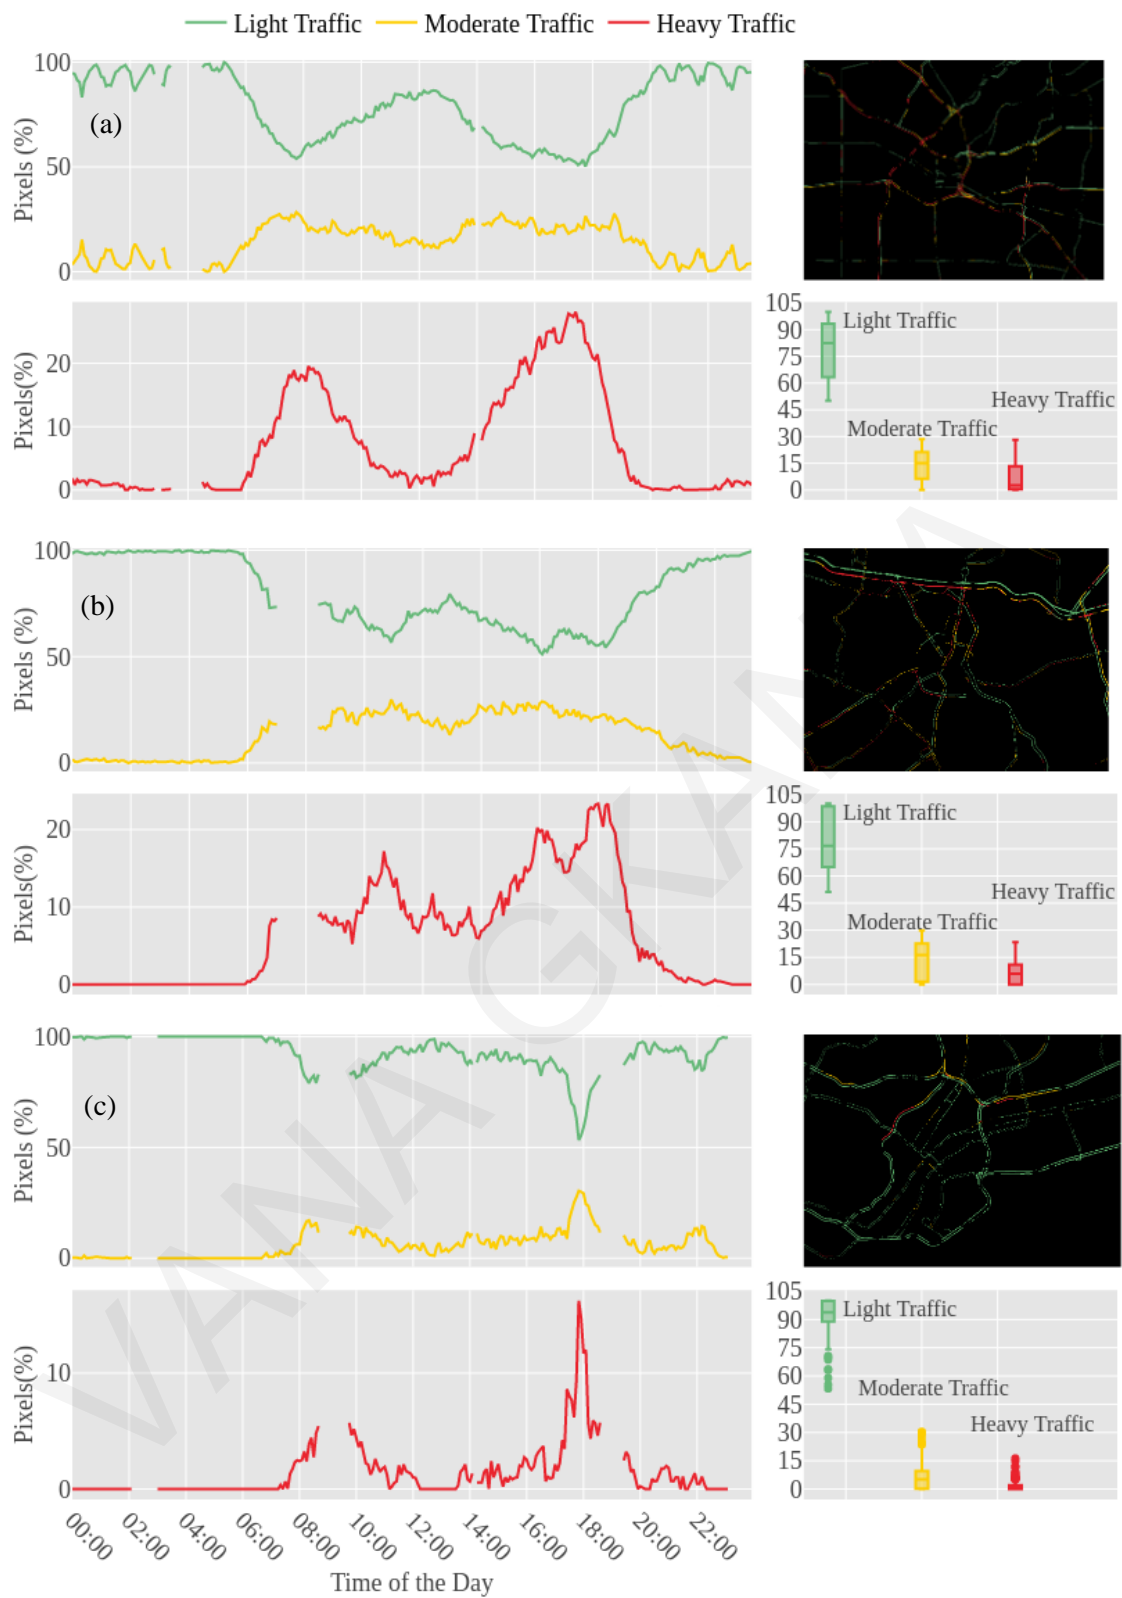 Light Traffic Moderate Traffic Heavy Traffic
100
50
0
Pixels (%)
(a)
20
10
0
Pixels(%)
105
90
75
60
45
30
15
0
Light Traffic
Heavy Traffic
Moderate Traffic
100
50
0
Pixels (%)
(b)
20
10
0
Pixels(%)
105
90
75
60
45
30
15
0
Light Traffic
Heavy Traffic
Moderate Traffic
100
50
0
Pixels (%)
(c)
10
0
Pixels(%)
105
90
75
60
45
30
15
0
Light Traffic
Moderate Traffic
Heavy Traffic
00:00 02:00 04:00 06:00 08:00 10:00 12:00 14:00 16:00 18:00 20:00 22:00
Time of the Day